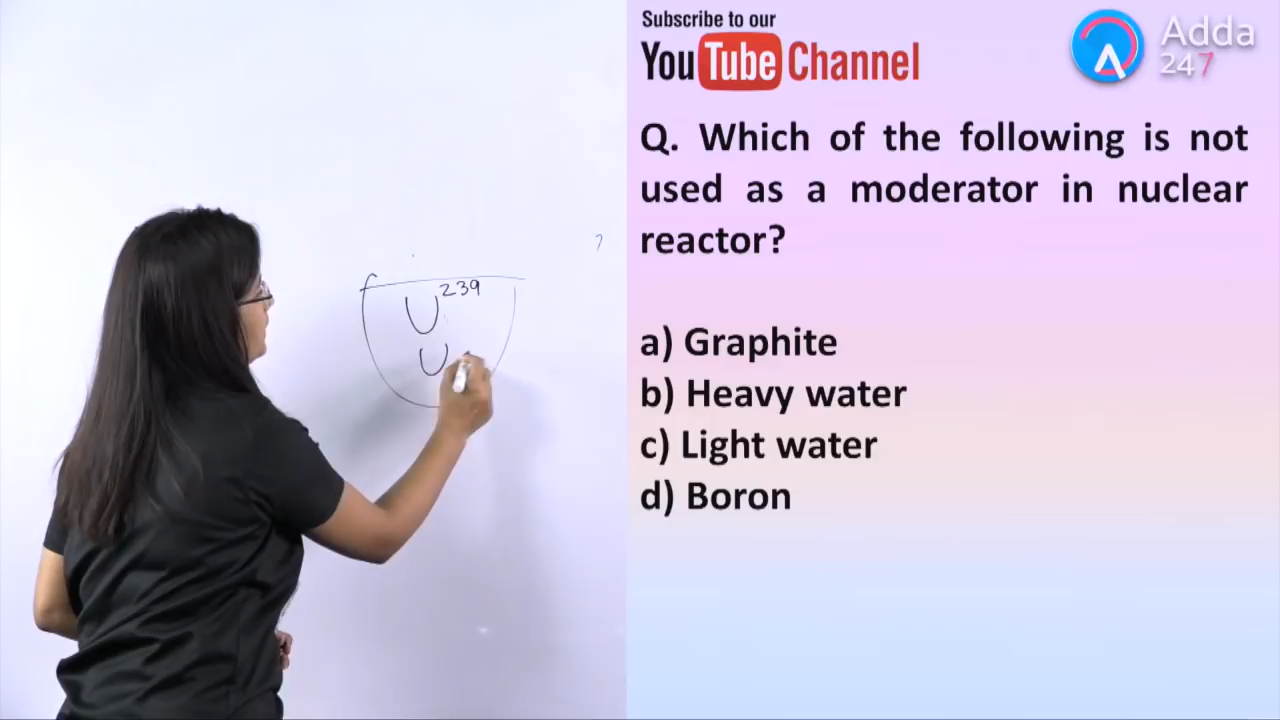 Subscribe to our
YouTube Channel
Adda
247
Q. Which of the following is not
used as a moderator in nuclear
reactor?
a) Graphite
b) Heavy water
c) Light water
d) Boron
U²³⁹
U